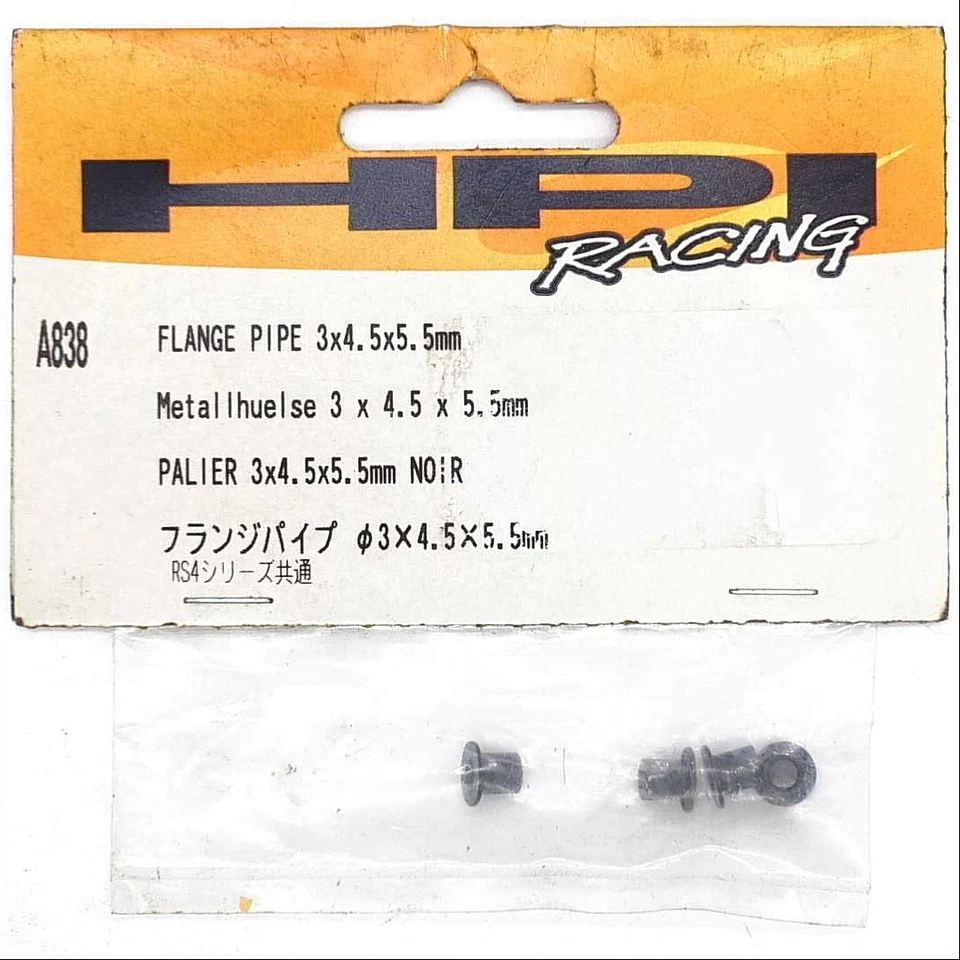 HPI
RACING
A838
FLANGE PIPE 3x4.5x5.5mm
Metallhuelse 3 x 4.5 x 5.5mm
PALIER 3x4.5x5.5mm NOIR
フランジパイプ φ3×4.5×5.5mm
RS4シリーズ共通